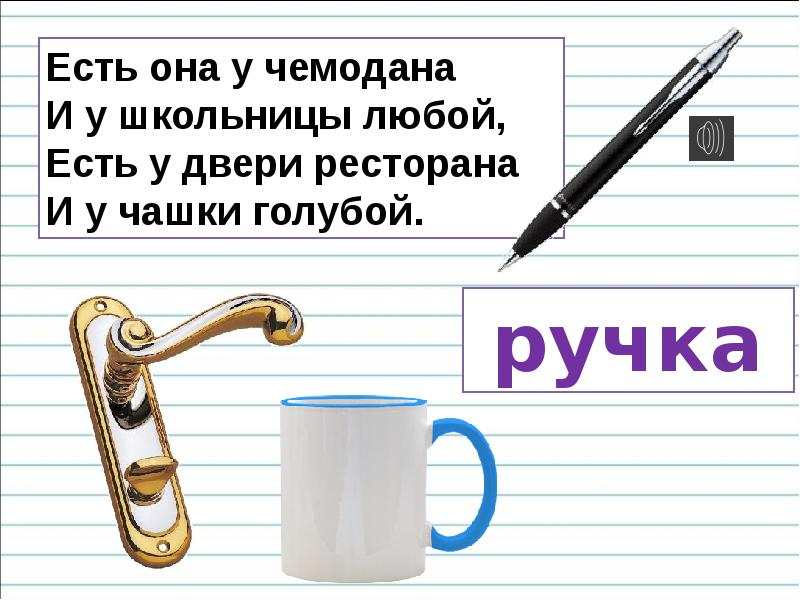 Есть она у чемодана
И у школьницы любой,
Есть у двери ресторана
И у чашки голубой.
ручка